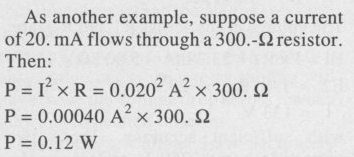 As another example, suppose a current
of 20. mA flows through a 300.-Ω resistor.
Then:
P = I² × R = 0.020² A² × 300. Ω
P = 0.00040 A² × 300. Ω
P = 0.12 W